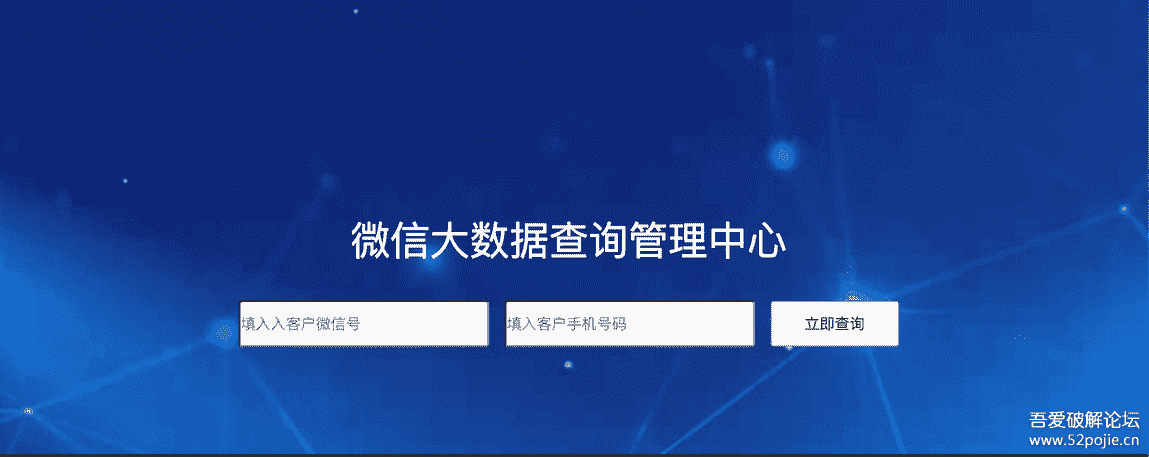 微信大数据查询管理中心
填入入客户微信号
填入客户手机号码
立即查询
吾爱破解论坛
www.52pojie.cn